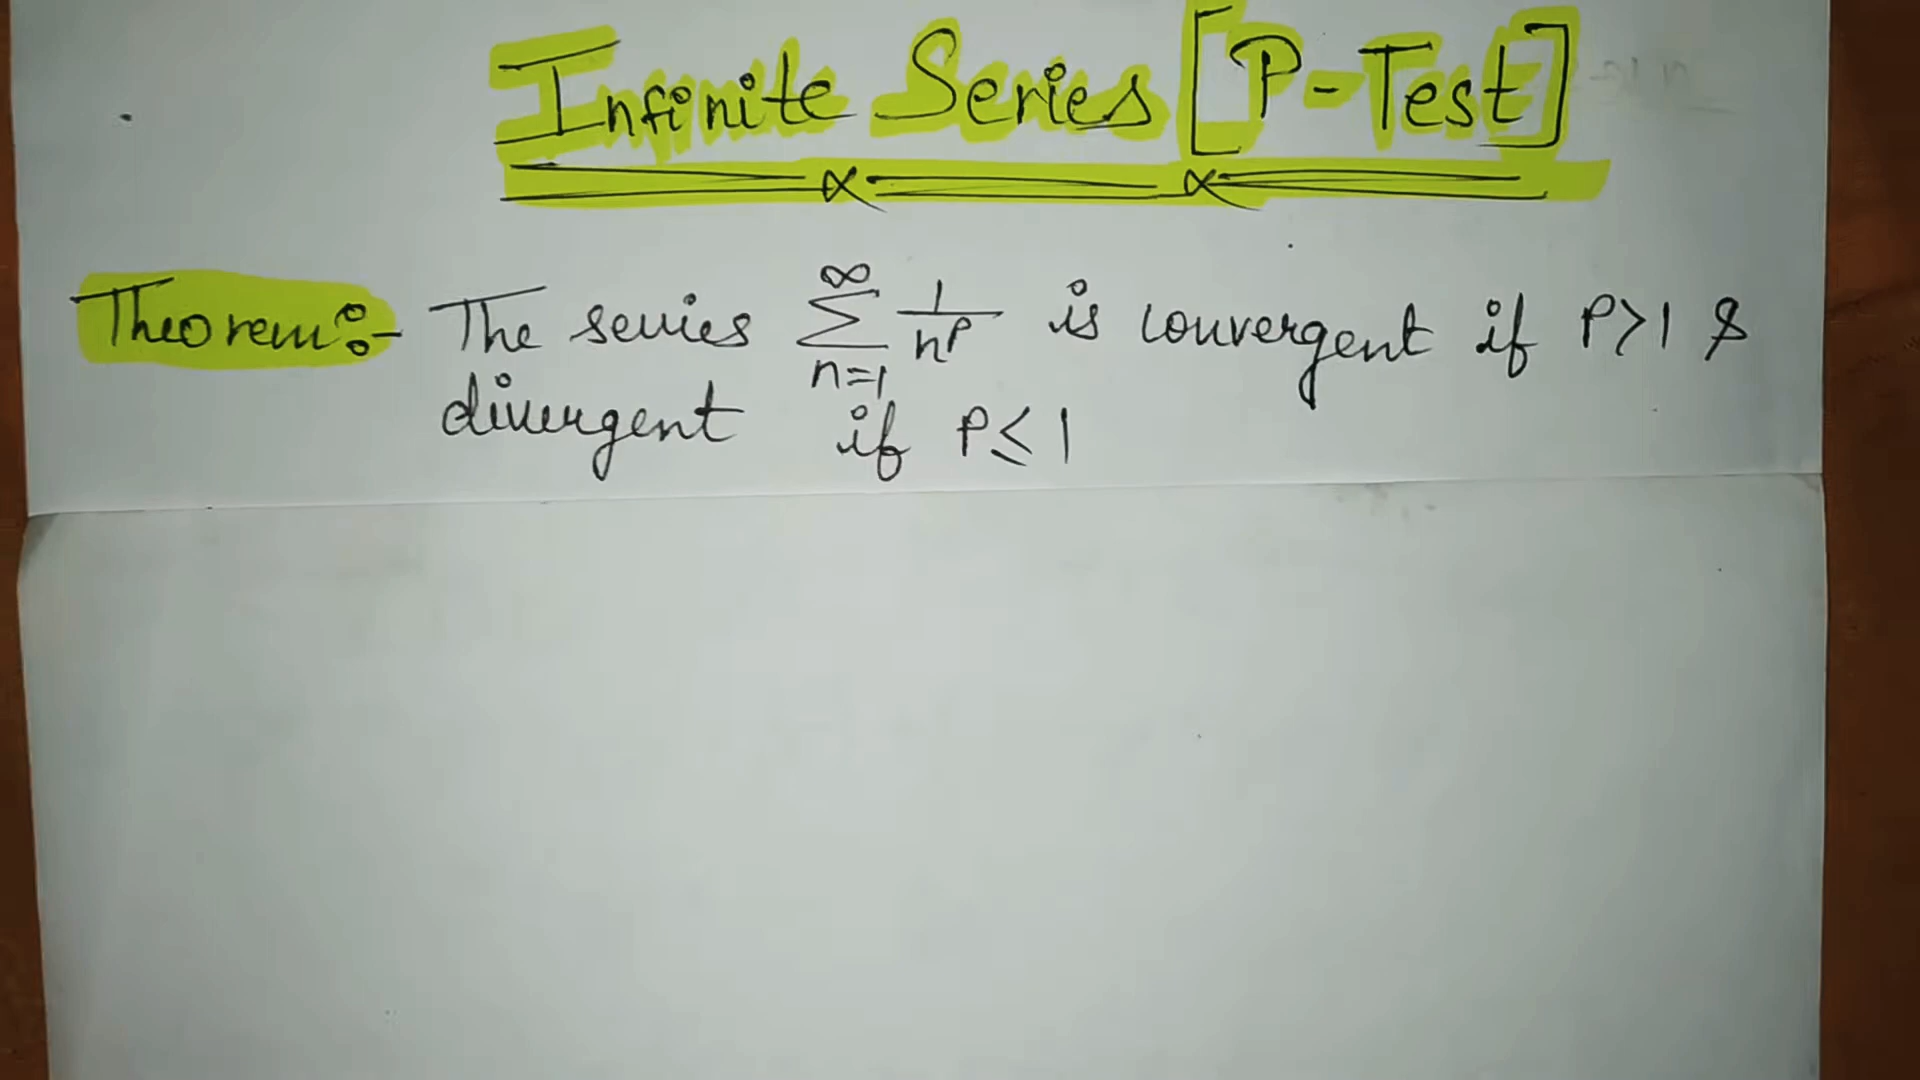 Infinite Series [P-Test]
Theorem:- The series ∑_{n=1}^{∞} 1/n^p is convergent if P>1 &
divergent if P≤1